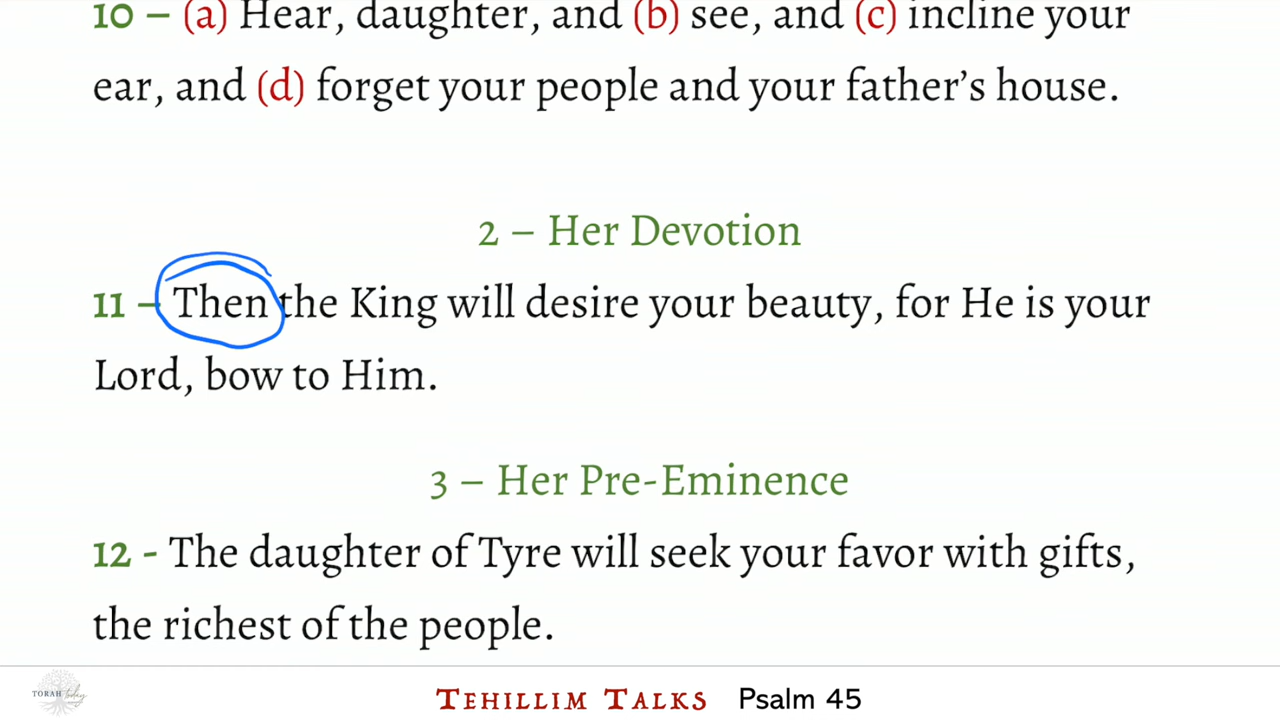 10 – (a) Hear, daughter, and (b) see, and (c) incline your
ear, and (d) forget your people and your father’s house.
2 – Her Devotion
11 – Then the King will desire your beauty, for He is your
Lord, bow to Him.
3 – Her Pre-Eminence
12 - The daughter of Tyre will seek your favor with gifts,
the richest of the people.
TORAH today
Tehillim Talks Psalm 45